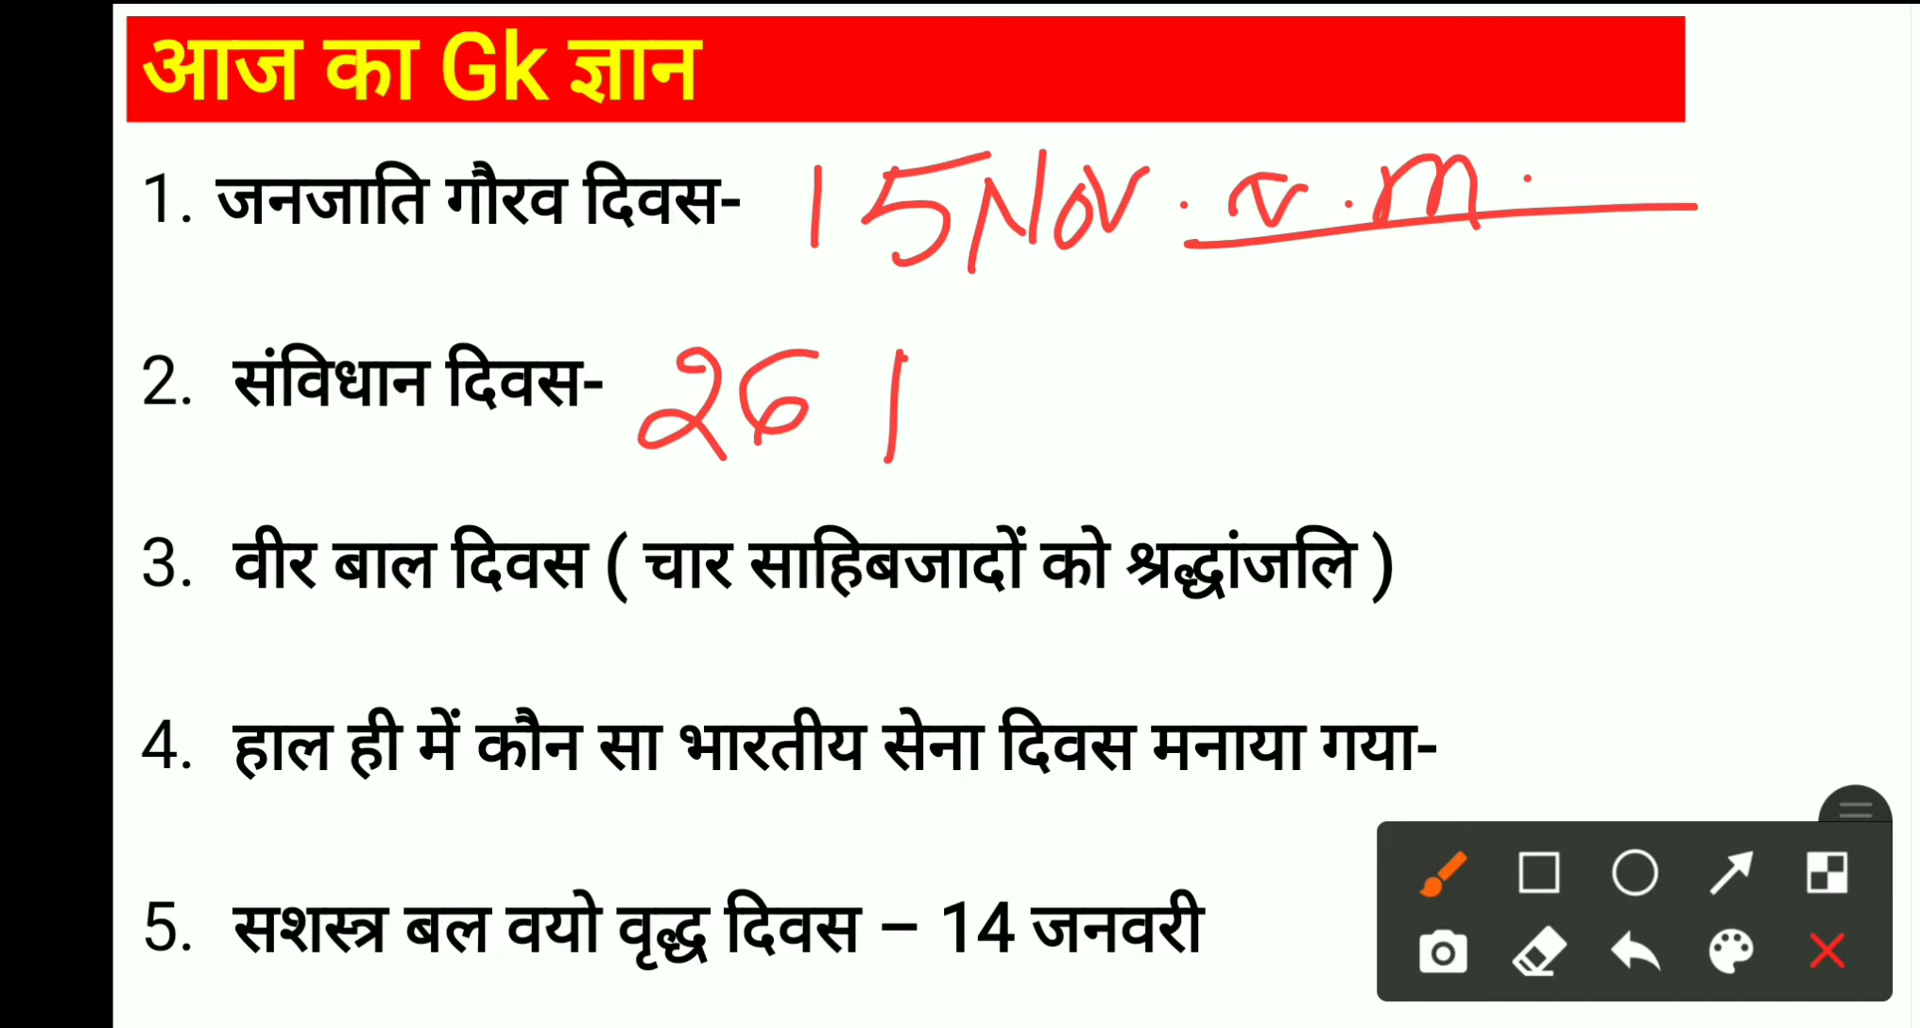 आज का Gk ज्ञान
1. जनजाति गौरव दिवस- 15 Nov. र. म.
2. संविधान दिवस- 26 |
3. वीर बाल दिवस ( चार साहिबजादों को श्रद्धांजलि )
4. हाल ही में कौन सा भारतीय सेना दिवस मनाया गया-
5. सशस्त्र बल वयो वृद्ध दिवस – 14 जनवरी